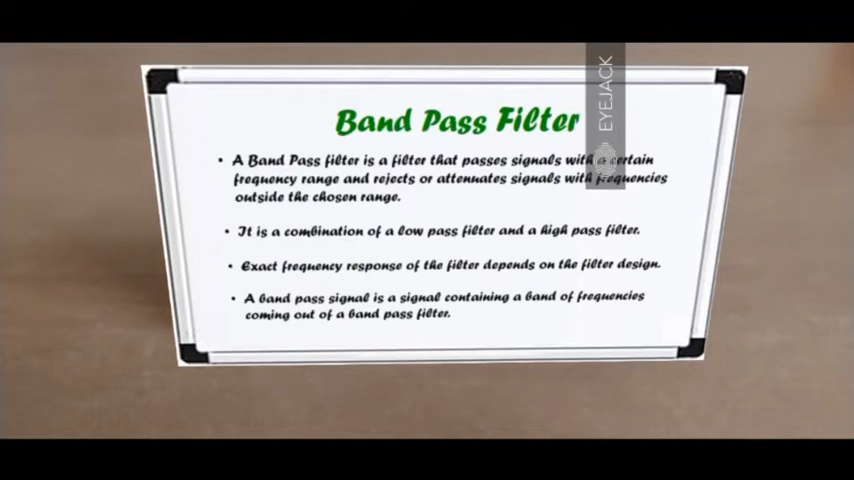 EYEJACK
Band Pass Filter
• A Band Pass filter is a filter that passes signals with a certain
frequency range and rejects or attenuates signals with frequencies
outside the chosen range.
• It is a combination of a low pass filter and a high pass filter.
• Exact frequency response of the filter depends on the filter design.
• A band pass signal is a signal containing a band of frequencies
coming out of a band pass filter.